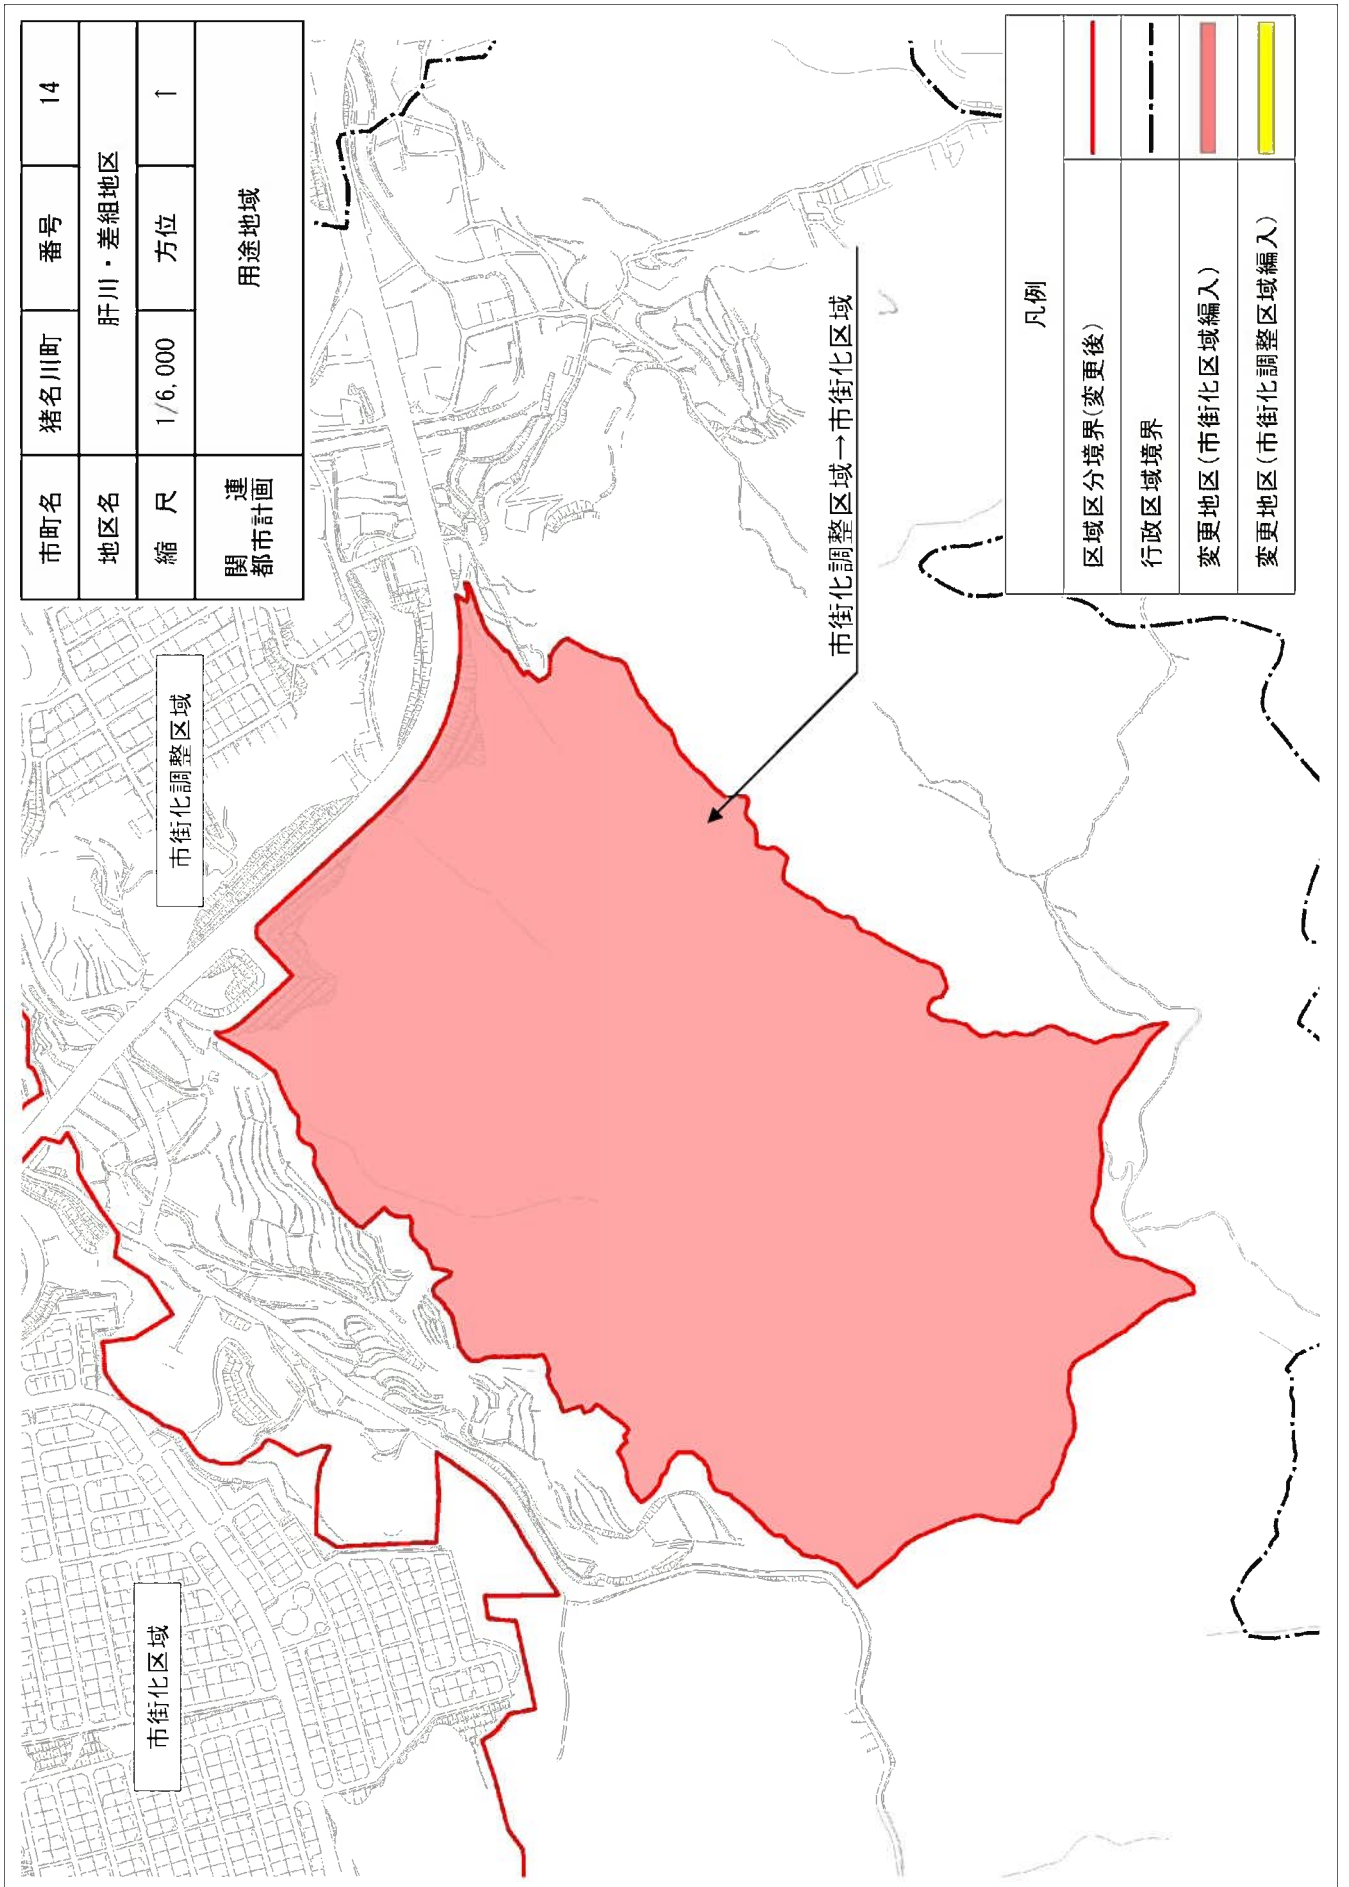 市町名 猪名川町 番号 14
地区名 肝川・差組地区
縮 尺 1/6,000 方位 ↑
関 連
都市計画
用途地域
市街化調整区域
市街化区域
市街化調整区域→市街化区域
凡例
区域区分境界(変更後)
行政区域境界
変更地区(市街化区域編入)
変更地区(市街化調整区域編入)